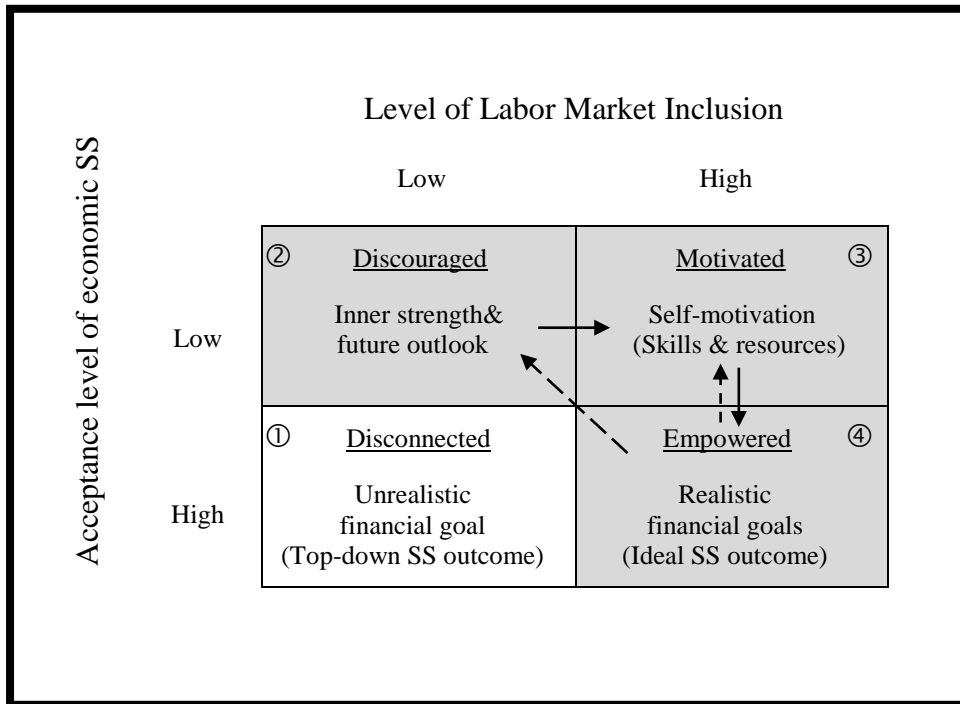 Level of Labor Market Inclusion
Low High
Acceptance level of economic SS
Low
② Discouraged
Inner strength&
future outlook
Motivated ③
Self-motivation
(Skills & resources)
High
① Disconnected
Unrealistic
financial goal
(Top-down SS outcome)
Empowered ④
Realistic
financial goals
(Ideal SS outcome)